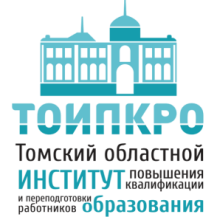 ТОИПКРО
Томский областной
ИНСТИТУТ повышения
квалификации
и переподготовки
работников образования